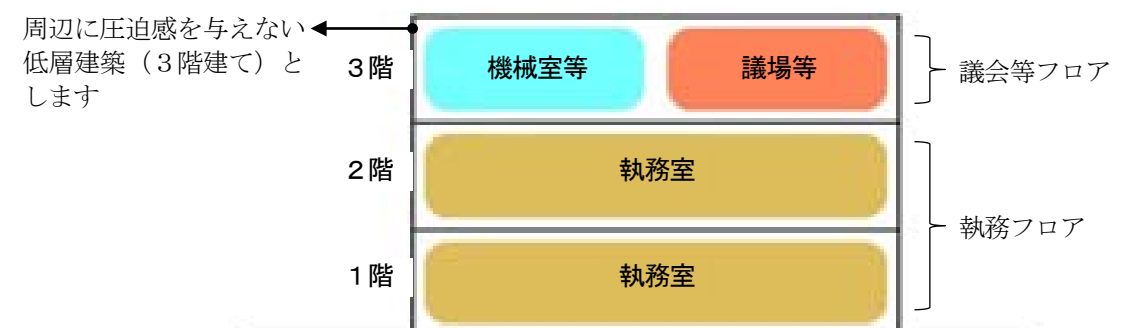 周辺に圧迫感を与えない
低層建築（３階建て）と
します
３階
機械室等
議場等
議会等フロア
２階
執務室
執務フロア
１階
執務室